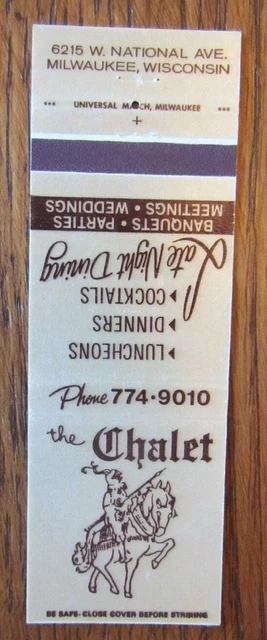 6215 W. NATIONAL AVE.
MILWAUKEE, WISCONSIN
••• UNIVERSAL MATCH, MILWAUKEE •••
BANQUETS • PARTIES
MEETINGS • WEDDINGS
Late Night Dining
COCKTAILS
DINNERS
LUNCHEONS
Phone 774•9010
the Chalet
BE SAFE-CLOSE COVER BEFORE STRIKING